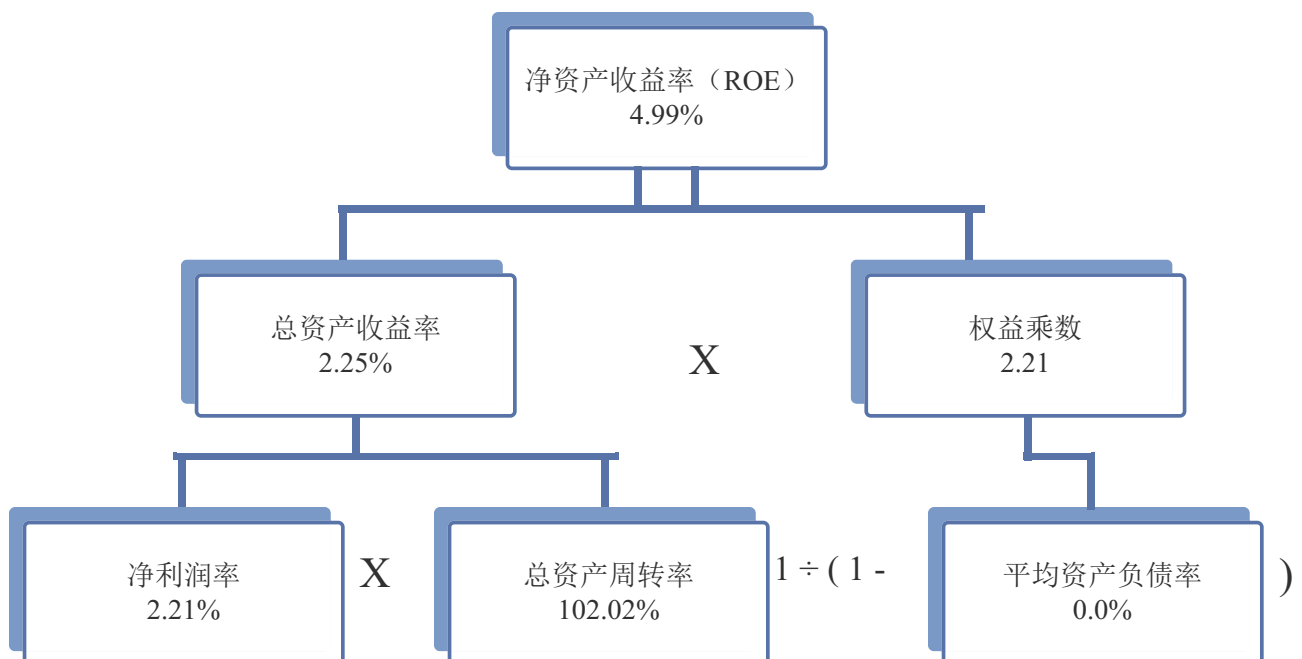 净资产收益率（ROE）
4.99%
总资产收益率
2.25%
X
权益乘数
2.21
净利润率
2.21%
X
总资产周转率
102.02%
1 ÷ ( 1 -
平均资产负债率
0.0%
)